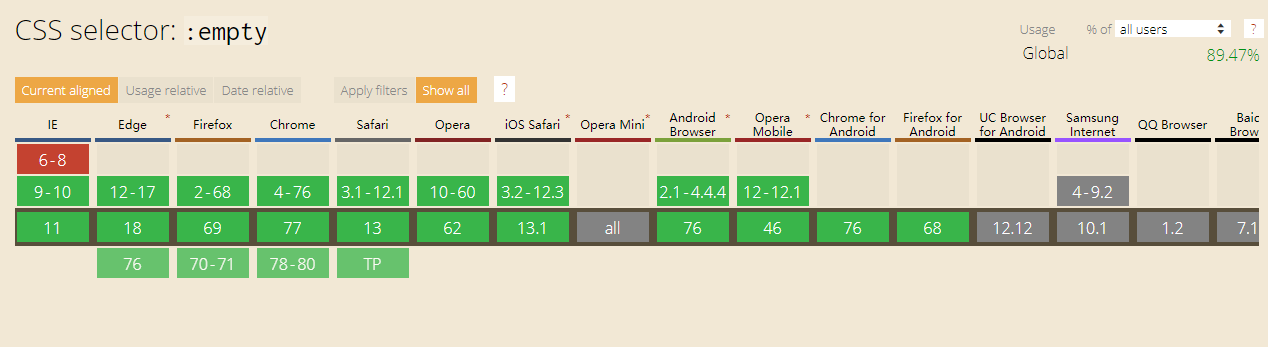 CSS selector: :empty
Usage % of all users ?
Global 89.47%
Current aligned Usage relative Date relative Apply filters Show all ?
IE Edge * Firefox Chrome Safari Opera iOS Safari * Opera Mini * Android Browser * Opera Mobile * Chrome for Android Firefox for Android UC Browser for Android Samsung Internet QQ Browser
6-8
9-10 12-17 2-68 4-76 3.1-12.1 10-60 3.2-12.3 2.1-4.4.4 12-12.1 4-9.2
11 18 69 77 13 62 13.1 all 76 46 76 68 12.12 10.1 1.2 7.1
76 70-71 78-80 TP